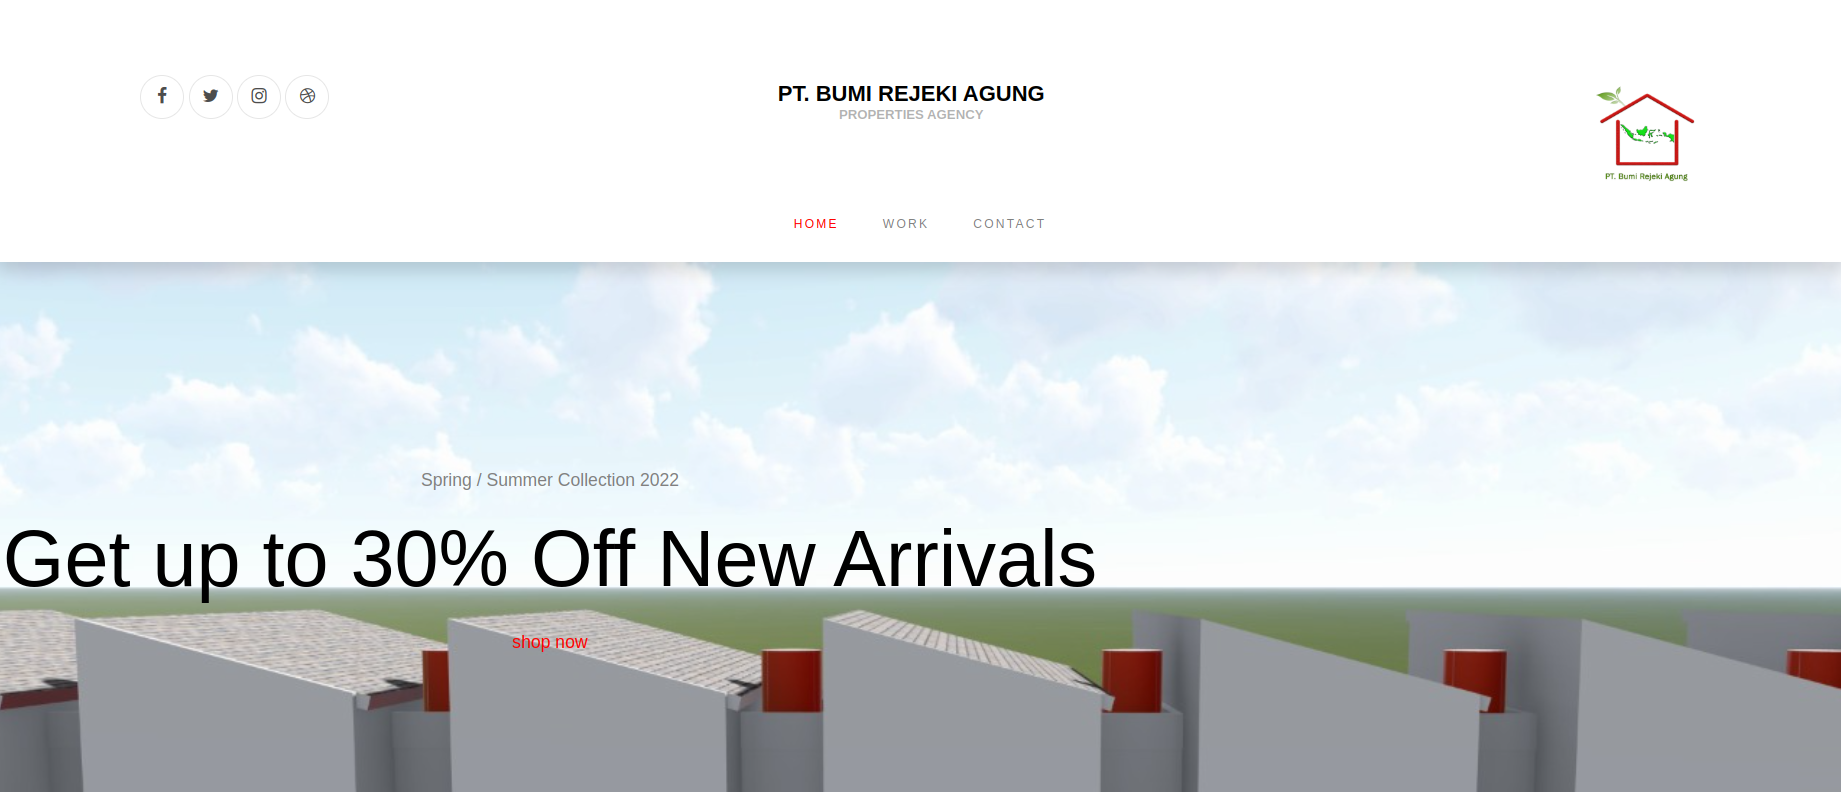 PT. BUMI REJEKI AGUNG
PROPERTIES AGENCY
PT. Bumi Rejeki Agung
HOME WORK CONTACT
Spring / Summer Collection 2022
Get up to 30% Off New Arrivals
shop now